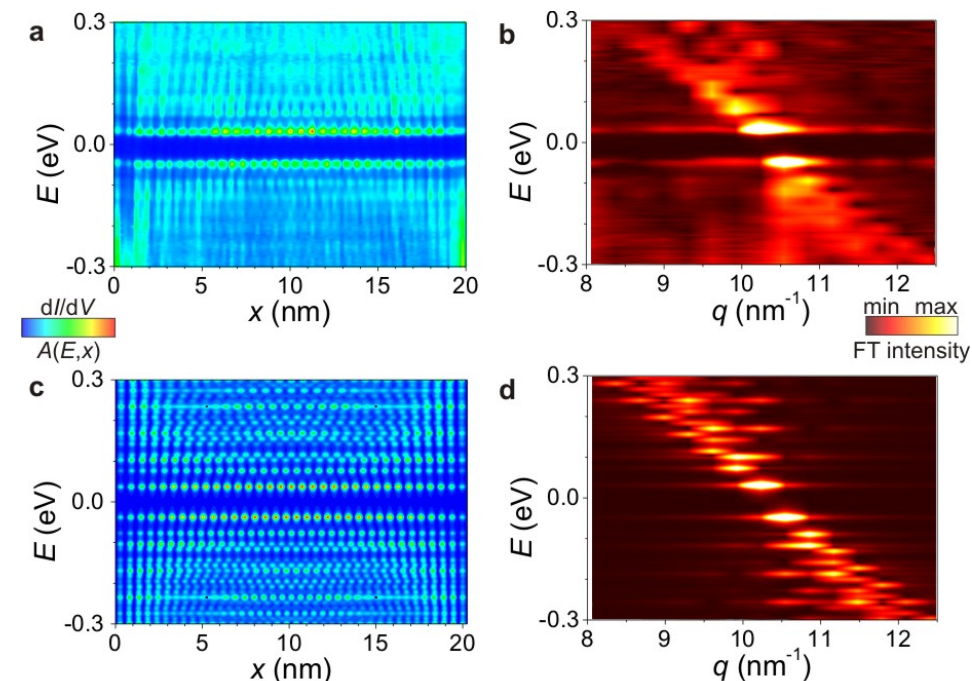 a
0.3
0.0
-0.3
E (eV)
0 5 10 15 20
x (nm)
b
0.3
0.0
-0.3
E (eV)
8 9 10 11 12
q (nm⁻¹)
dI/dV
A(E,x)
min max
FT intensity
c
0.3
0.0
-0.3
E (eV)
0 5 10 15 20
x (nm)
d
0.3
0.0
-0.3
E (eV)
8 9 10 11 12
q (nm⁻¹)